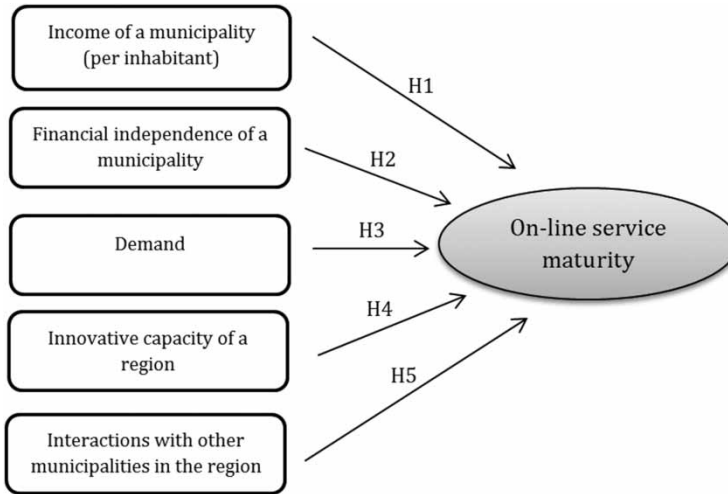 Income of a municipality
(per inhabitant)
H1
Financial independence of a
municipality
H2
Demand
H3
On-line service
maturity
Innovative capacity of a
region
H4
Interactions with other
municipalities in the region
H5